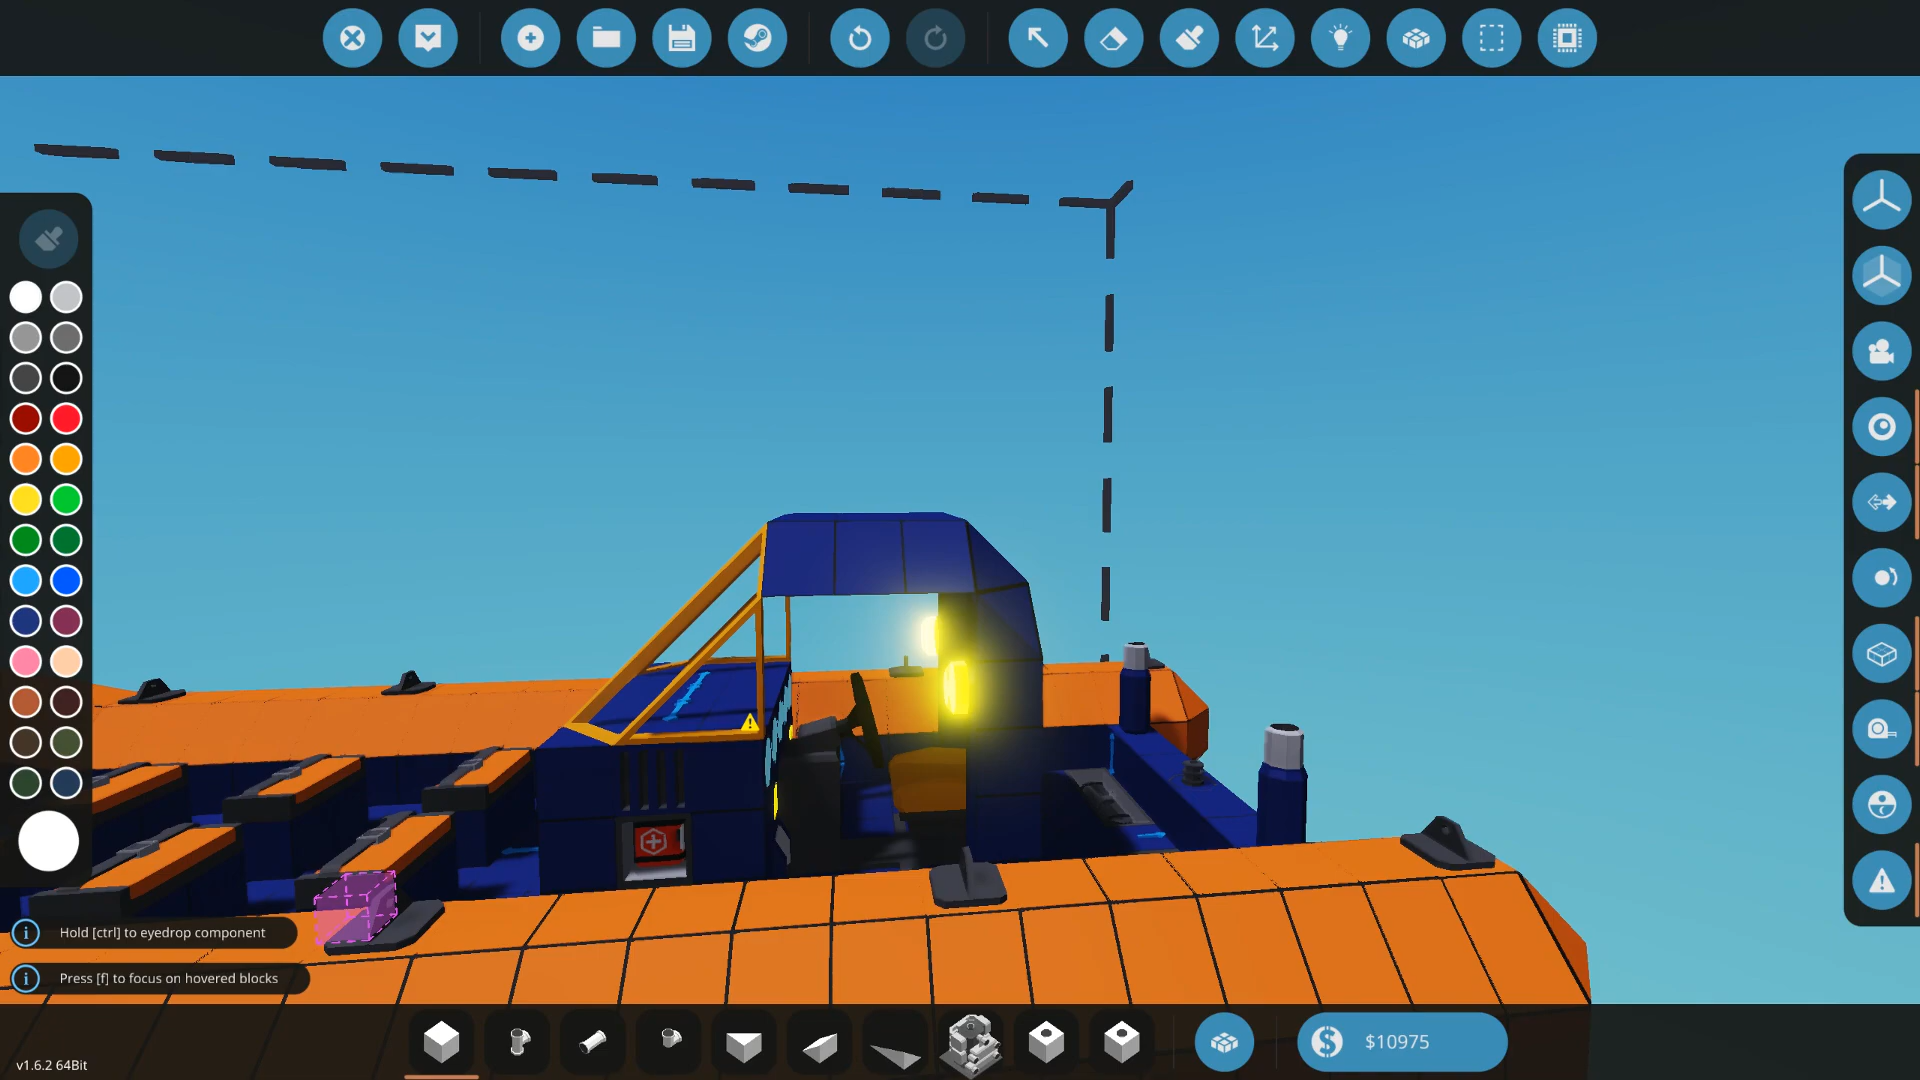 Hold [ctrl] to eyedrop component
Press [f] to focus on hovered blocks
$10975
v1.6.2 64Bit